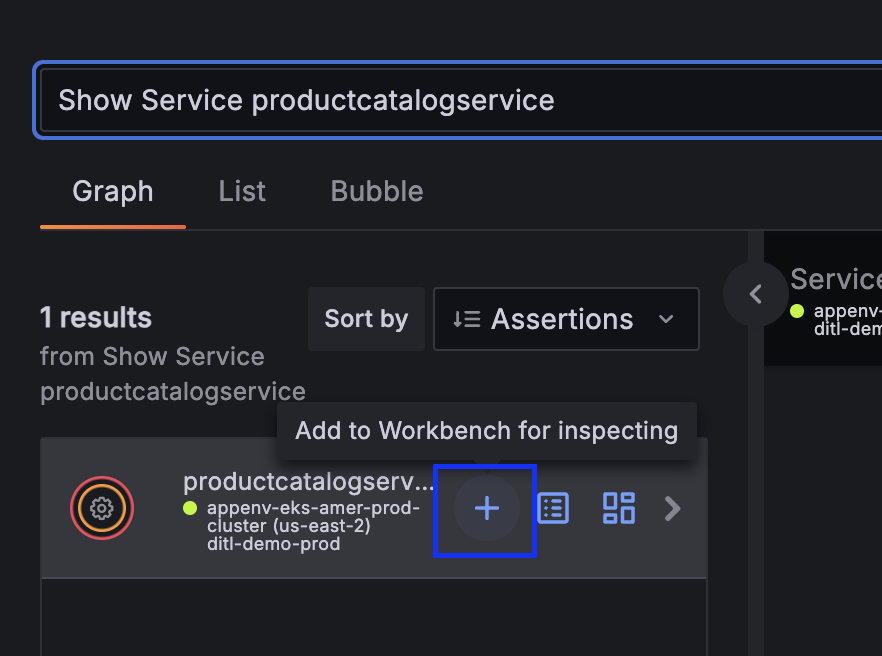 Show Service productcatalogservice
Graph List Bubble
1 results
Sort by
Assertions
from Show Service
productcatalogservice
Add to Workbench for inspecting
productcatalogserv...
appenv-eks-amer-prod-
cluster (us-east-2)
ditl-demo-prod
Service
appenv-
ditl-dem